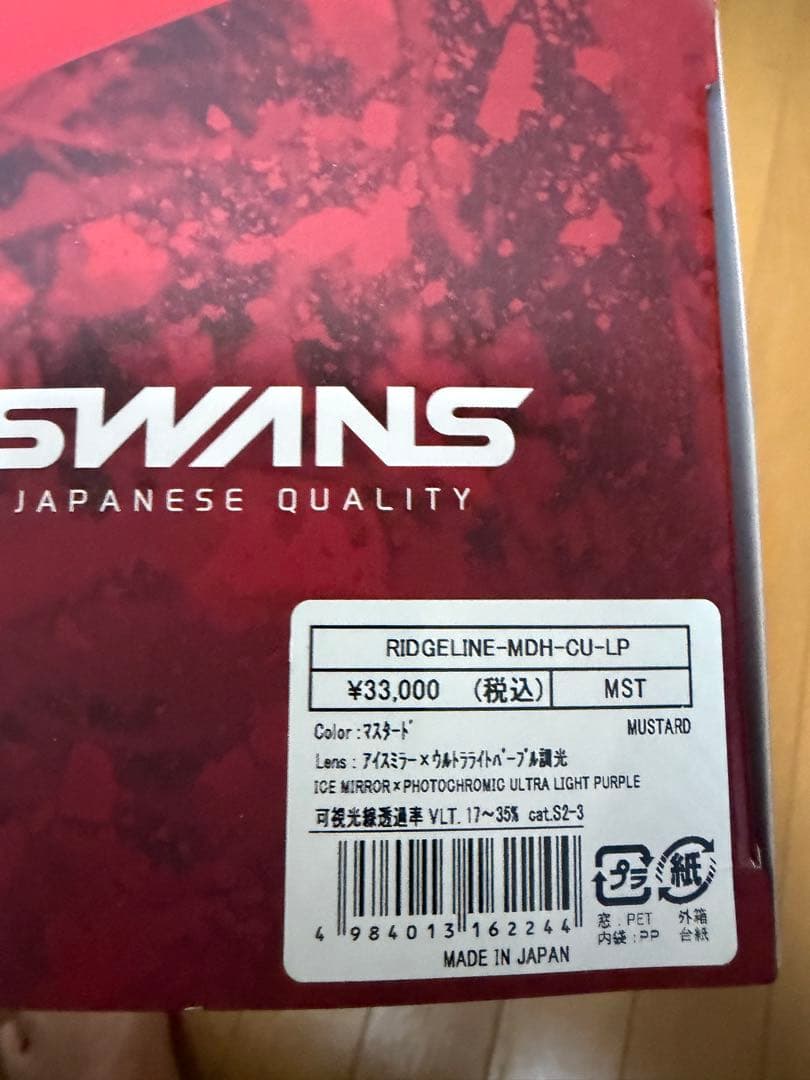 SWANS
JAPANESE QUALITY
RIDGELINE-MDH-CU-LP
¥33,000 (税込) MST
Color:マスタード MUSTARD
Lens:アイスミラー×ウルトラライトパープル調光
ICE MIRROR×PHOTOCHROMIC ULTRA LIGHT PURPLE
可視光線透過率 VLT. 17～35% cat.S2-3
プラ 紙
窓:PET 外箱
内袋:PP 台紙
4 984013 162244
MADE IN JAPAN